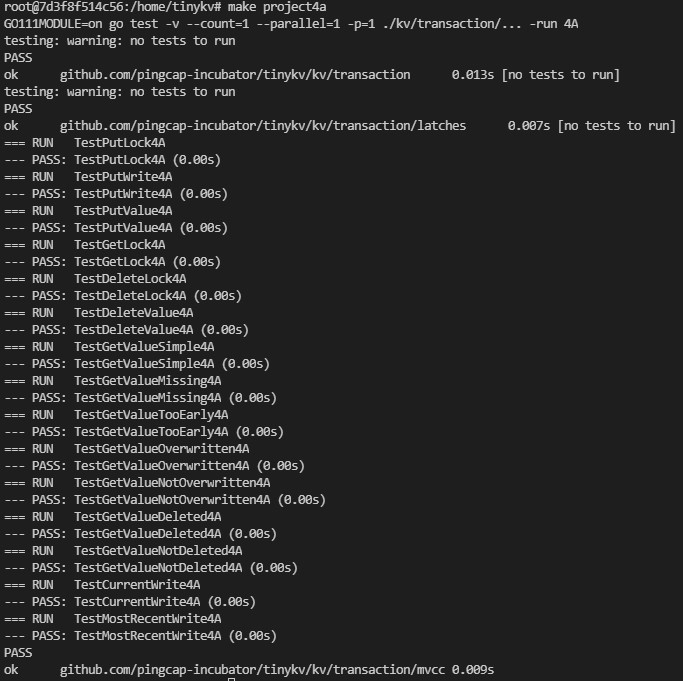 root@7d3f8f514c56:/home/tinykv# make project4a
GO111MODULE=on go test -v --count=1 --parallel=1 -p=1 ./kv/transaction/... -run 4A
testing: warning: no tests to run
PASS
ok      github.com/pingcap-incubator/tinykv/kv/transaction      0.013s [no tests to run]
testing: warning: no tests to run
PASS
ok      github.com/pingcap-incubator/tinykv/kv/transaction/latches      0.007s [no tests to run]
=== RUN   TestPutLock4A
--- PASS: TestPutLock4A (0.00s)
=== RUN   TestPutWrite4A
--- PASS: TestPutWrite4A (0.00s)
=== RUN   TestPutValue4A
--- PASS: TestPutValue4A (0.00s)
=== RUN   TestGetLock4A
--- PASS: TestGetLock4A (0.00s)
=== RUN   TestDeleteLock4A
--- PASS: TestDeleteLock4A (0.00s)
=== RUN   TestDeleteValue4A
--- PASS: TestDeleteValue4A (0.00s)
=== RUN   TestGetValueSimple4A
--- PASS: TestGetValueSimple4A (0.00s)
=== RUN   TestGetValueMissing4A
--- PASS: TestGetValueMissing4A (0.00s)
=== RUN   TestGetValueTooEarly4A
--- PASS: TestGetValueTooEarly4A (0.00s)
=== RUN   TestGetValueOverwritten4A
--- PASS: TestGetValueOverwritten4A (0.00s)
=== RUN   TestGetValueNotOverwritten4A
--- PASS: TestGetValueNotOverwritten4A (0.00s)
=== RUN   TestGetValueDeleted4A
--- PASS: TestGetValueDeleted4A (0.00s)
=== RUN   TestGetValueNotDeleted4A
--- PASS: TestGetValueNotDeleted4A (0.00s)
=== RUN   TestCurrentWrite4A
--- PASS: TestCurrentWrite4A (0.00s)
=== RUN   TestMostRecentWrite4A
--- PASS: TestMostRecentWrite4A (0.00s)
PASS
ok      github.com/pingcap-incubator/tinykv/kv/transaction/mvcc 0.009s